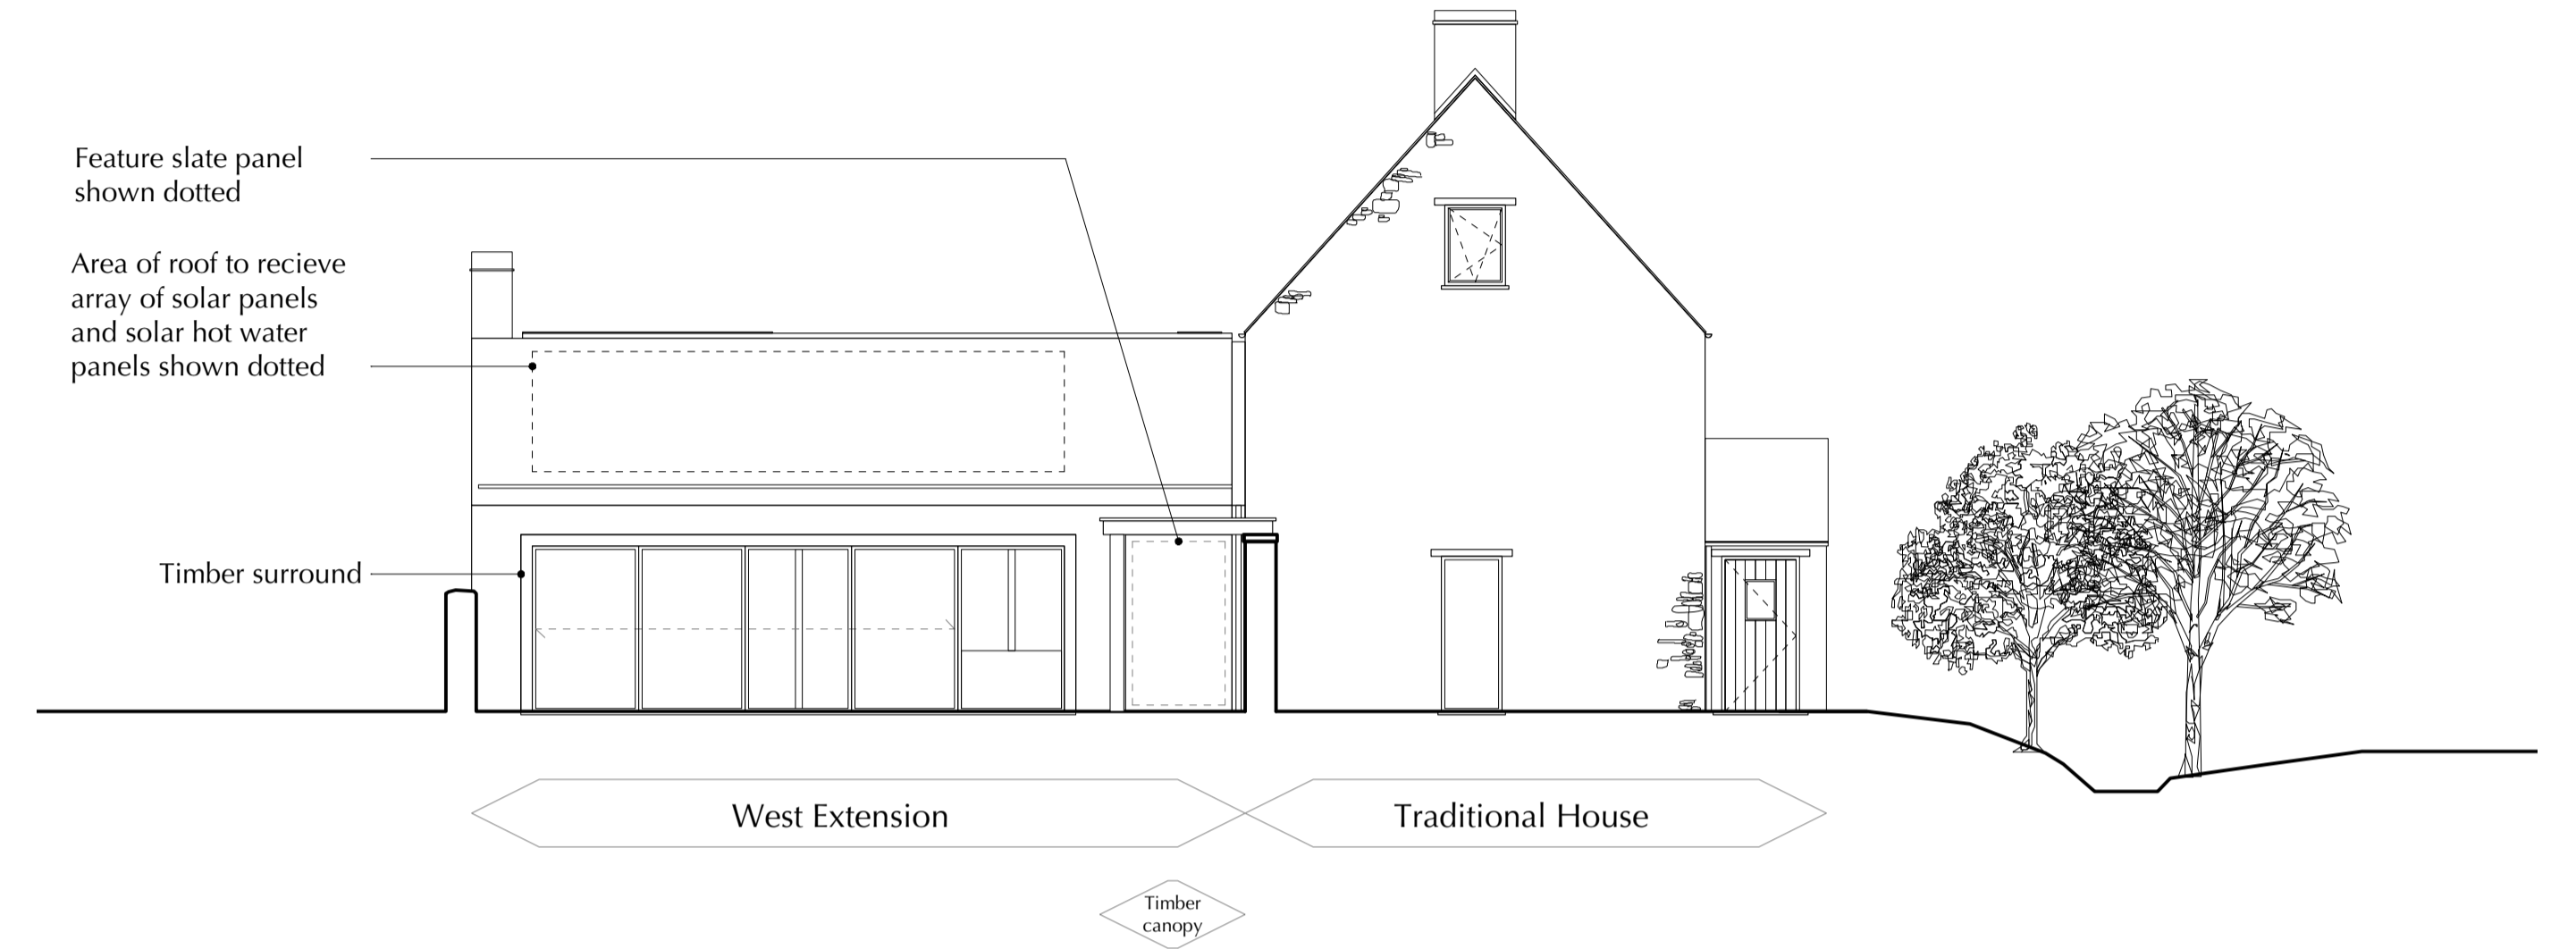 Feature slate panel
shown dotted
Area of roof to recieve
array of solar panels
and solar hot water
panels shown dotted
Timber surround
West Extension
Traditional House
Timber
canopy